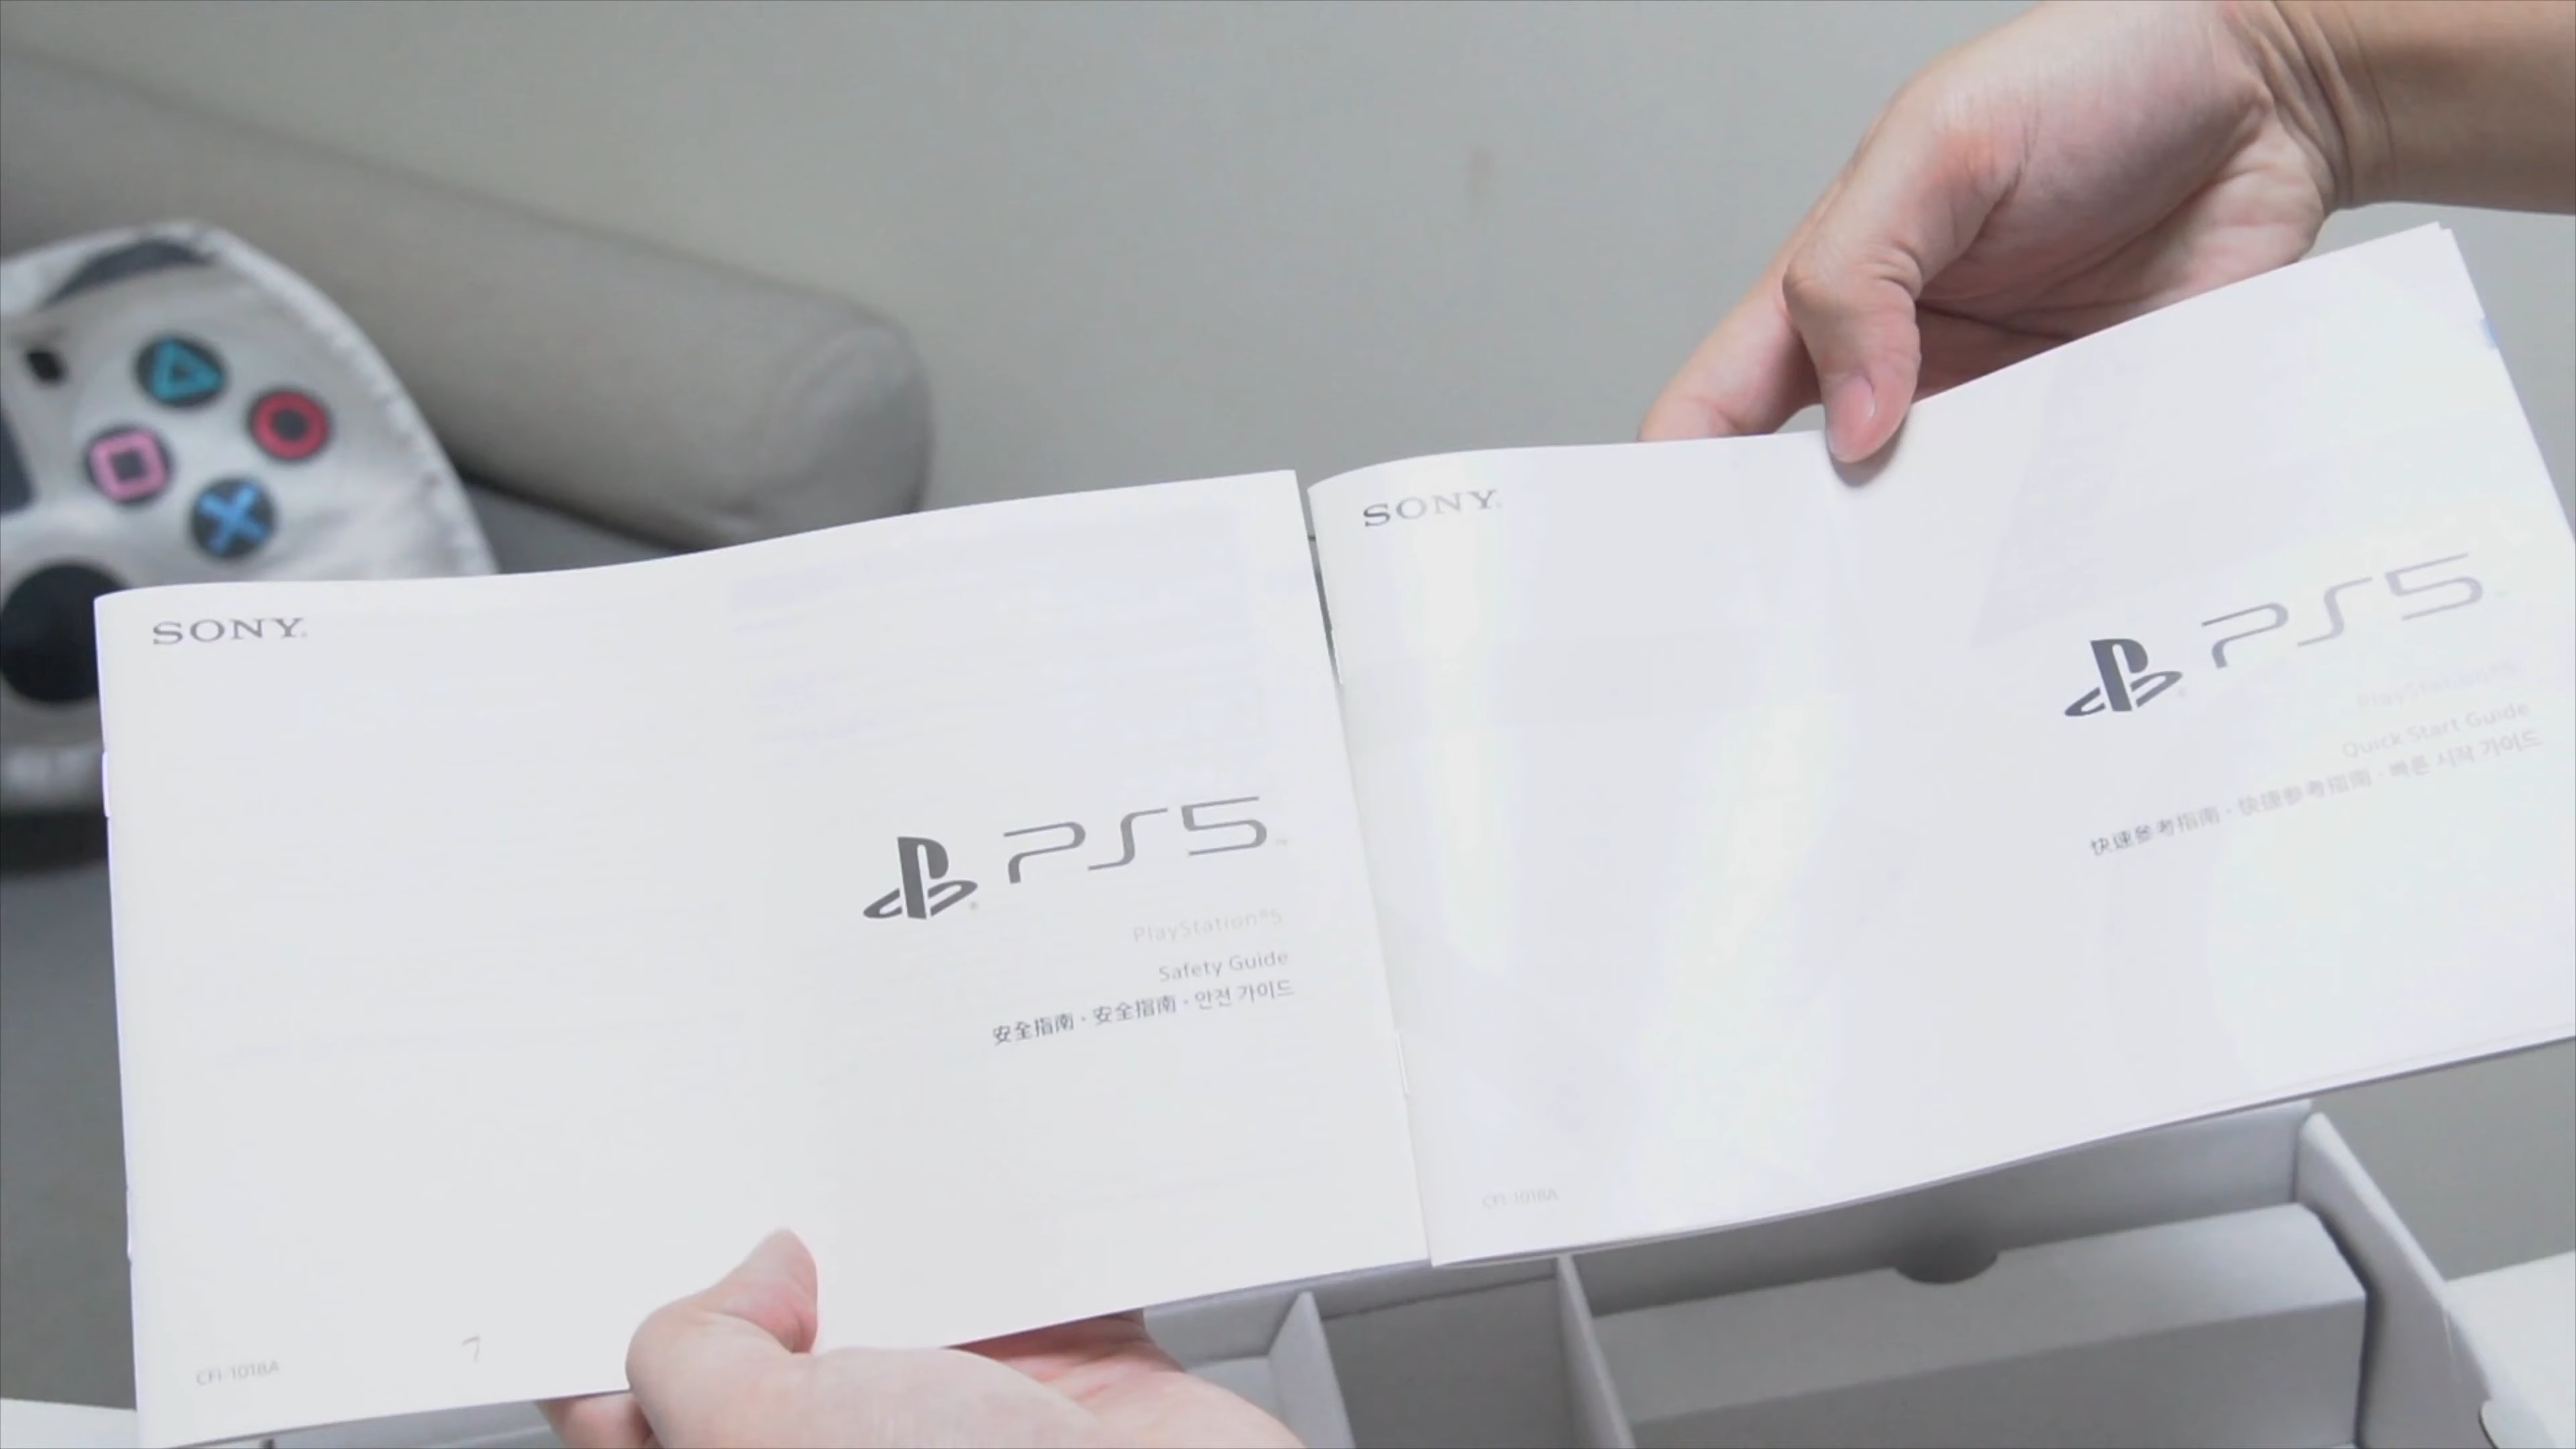 SONY
PS5
PlayStation®5
Safety Guide
安全指南・安全指南・안전 가이드
CFI-1018A
7
SONY
PS5
PlayStation®5
Quick Start Guide
快速參考指南・快速參考指南・빠른 시작 가이드
CFI-1018A